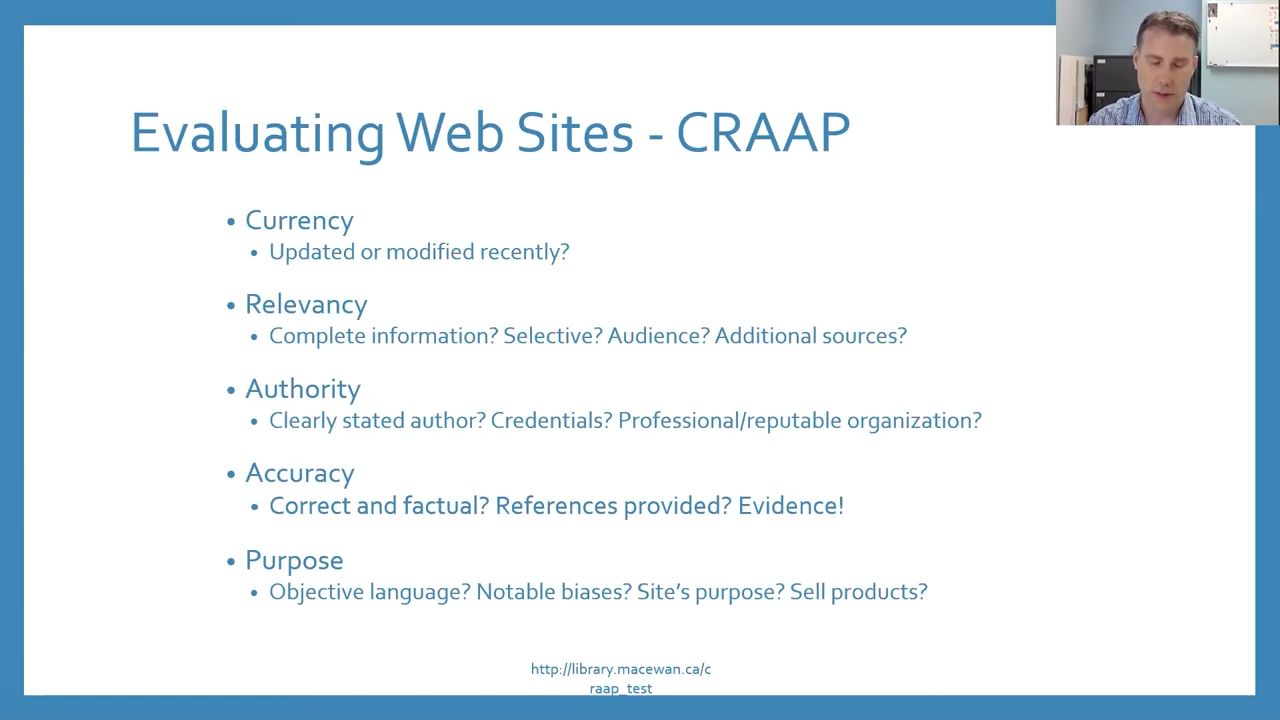 Evaluating Web Sites - CRAAP
• Currency
• Updated or modified recently?
• Relevancy
• Complete information? Selective? Audience? Additional sources?
• Authority
• Clearly stated author? Credentials? Professional/reputable organization?
• Accuracy
• Correct and factual? References provided? Evidence!
• Purpose
• Objective language? Notable biases? Site’s purpose? Sell products?
http://library.macewan.ca/c
raap_test